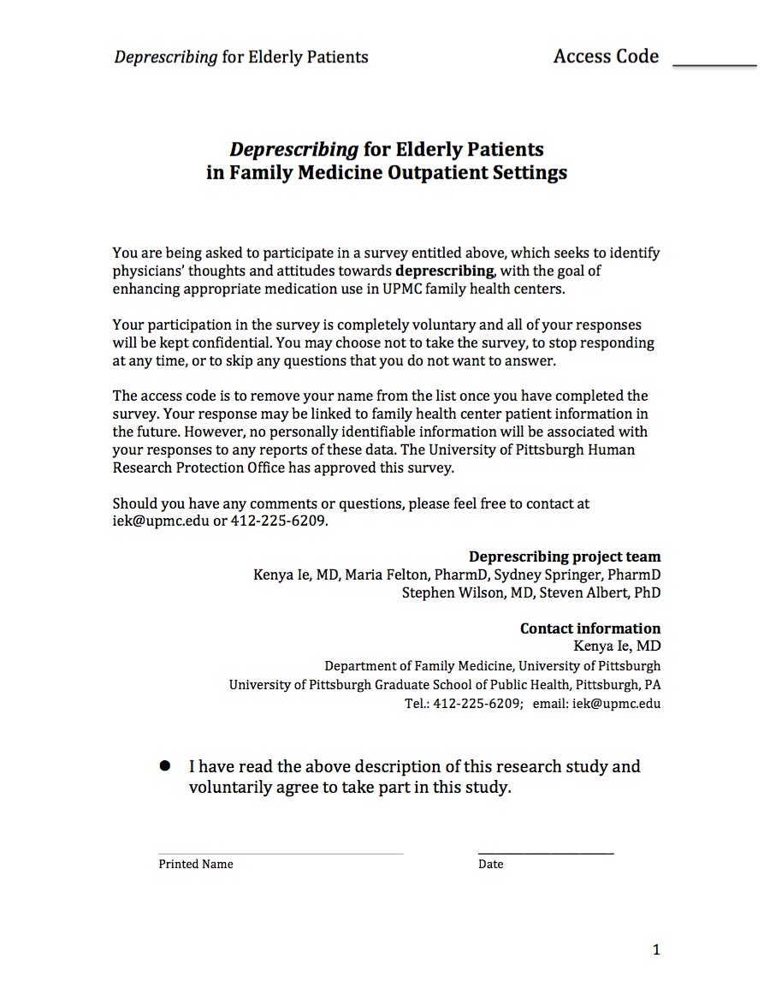 Deprescribing for Elderly Patients Access Code
Deprescribing for Elderly Patients
in Family Medicine Outpatient Settings
You are being asked to participate in a survey entitled above, which seeks to identify
physicians’ thoughts and attitudes towards deprescribing, with the goal of
enhancing appropriate medication use in UPMC family health centers.
Your participation in the survey is completely voluntary and all of your responses
will be kept confidential. You may choose not to take the survey, to stop responding
at any time, or to skip any questions that you do not want to answer.
The access code is to remove your name from the list once you have completed the
survey. Your response may be linked to family health center patient information in
the future. However, no personally identifiable information will be associated with
your responses to any reports of these data. The University of Pittsburgh Human
Research Protection Office has approved this survey.
Should you have any comments or questions, please feel free to contact at
iek@upmc.edu or 412-225-6209.
Deprescribing project team
Kenya Ie, MD, Maria Felton, PharmD, Sydney Springer, PharmD
Stephen Wilson, MD, Steven Albert, PhD
Contact information
Kenya Ie, MD
Department of Family Medicine, University of Pittsburgh
University of Pittsburgh Graduate School of Public Health, Pittsburgh, PA
Tel.: 412-225-6209; email: iek@upmc.edu
● I have read the above description of this research study and
voluntarily agree to take part in this study.
Printed Name Date
1